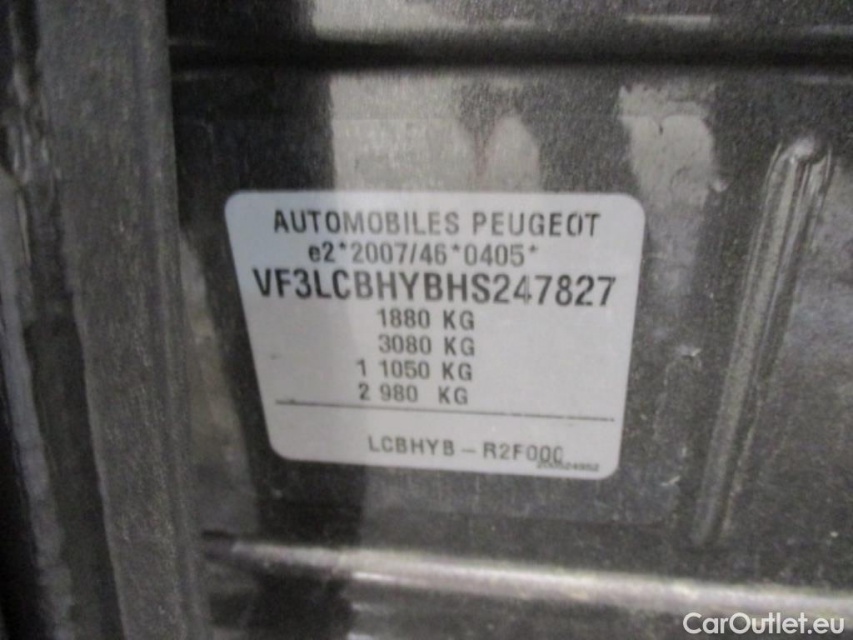 AUTOMOBILES PEUGEOT
e2*2007/46*0405*
VF3LCBHYBHS247827
1880 KG
3080 KG
1 1050 KG
2 980 KG
LCBHYB - R2F000
CarOutlet.eu